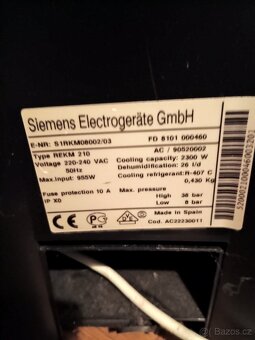 Siemens Electrogeräte GmbH
E-NR: S1RKM08002/03 FD 8101 000460
Type REKM 210 AC / 90520002
Voltage 220-240 VAC Cooling capacity: 2300 W
50Hz Dehumidification: 26 l/d
Max.input: 955W Cooling refrigerant: R-407 C
0,430 Kg
Fuse protection 10 A Max. pressure
IP X0 High 38 bar
Low 8 bar
CE Made in Spain
Cod. AC22230011
bazos.cz